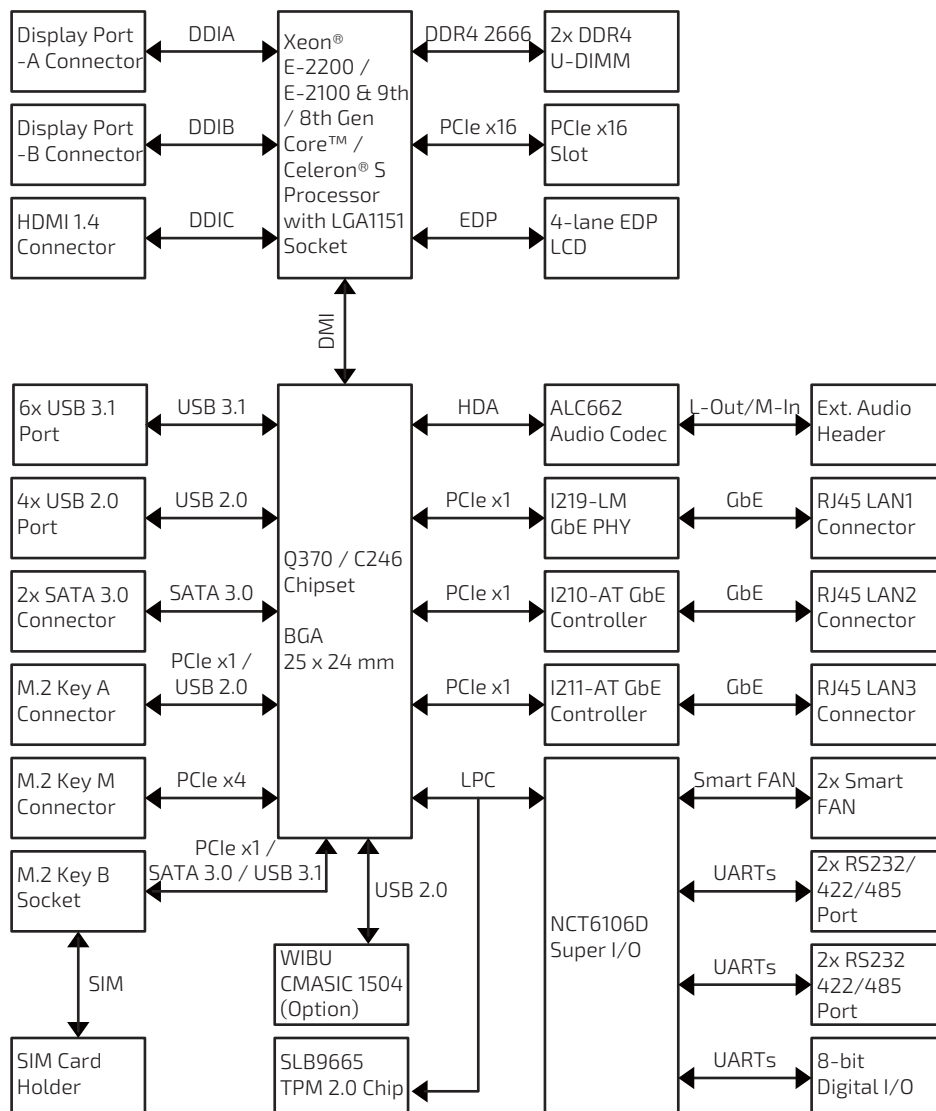 Display Port
-A Connector
DDIA
Xeon®
E-2200 /
E-2100 & 9th
/ 8th Gen
Core™ /
Celeron® S
Processor
with LGA1151
Socket
DDR4 2666
2x DDR4
U-DIMM
Display Port
-B Connector
DDIB
PCIe x16
PCIe x16
Slot
HDMI 1.4
Connector
DDIC
EDP
4-lane EDP
LCD
DMI
6x USB 3.1
Port
USB 3.1
Q370 / C246
Chipset
BGA
25 x 24 mm
HDA
ALC662
Audio Codec
L-Out/M-In
Ext. Audio
Header
4x USB 2.0
Port
USB 2.0
PCIe x1
I219-LM
GbE PHY
GbE
RJ45 LAN1
Connector
2x SATA 3.0
Connector
SATA 3.0
PCIe x1
I210-AT GbE
Controller
GbE
RJ45 LAN2
Connector
M.2 Key A
Connector
PCIe x1 /
USB 2.0
PCIe x1
I211-AT GbE
Controller
GbE
RJ45 LAN3
Connector
M.2 Key M
Connector
PCIe x4
LPC
NCT6106D
Super I/O
Smart FAN
2x Smart
FAN
M.2 Key B
Socket
PCIe x1 /
SATA 3.0 / USB 3.1
USB 2.0
UARTs
2x RS232/
422/485
Port
SIM
WIBU
CMASIC 1504
(Option)
UARTs
2x RS232
422/485
Port
SIM Card
Holder
SLB9665
TPM 2.0 Chip
UARTs
8-bit
Digital I/O